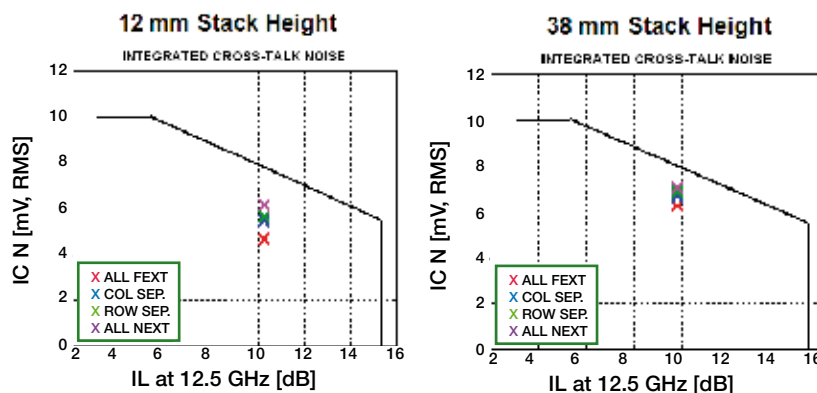 12 mm Stack Height
INTEGRATED CROSS-TALK NOISE
12
10
8
6
4
2
0
IC N [mV, RMS]
X ALL FEXT
X COL SEP.
X ROW SEP.
X ALL NEXT
2 4 6 8 10 12 14 16
IL at 12.5 GHz [dB]
38 mm Stack Height
INTEGRATED CROSS-TALK NOISE
12
10
8
6
4
2
0
IC N [mV, RMS]
X ALL FEXT
X COL SEP.
X ROW SEP.
X ALL NEXT
2 4 6 8 10 12 14 16
IL at 12.5 GHz [dB]